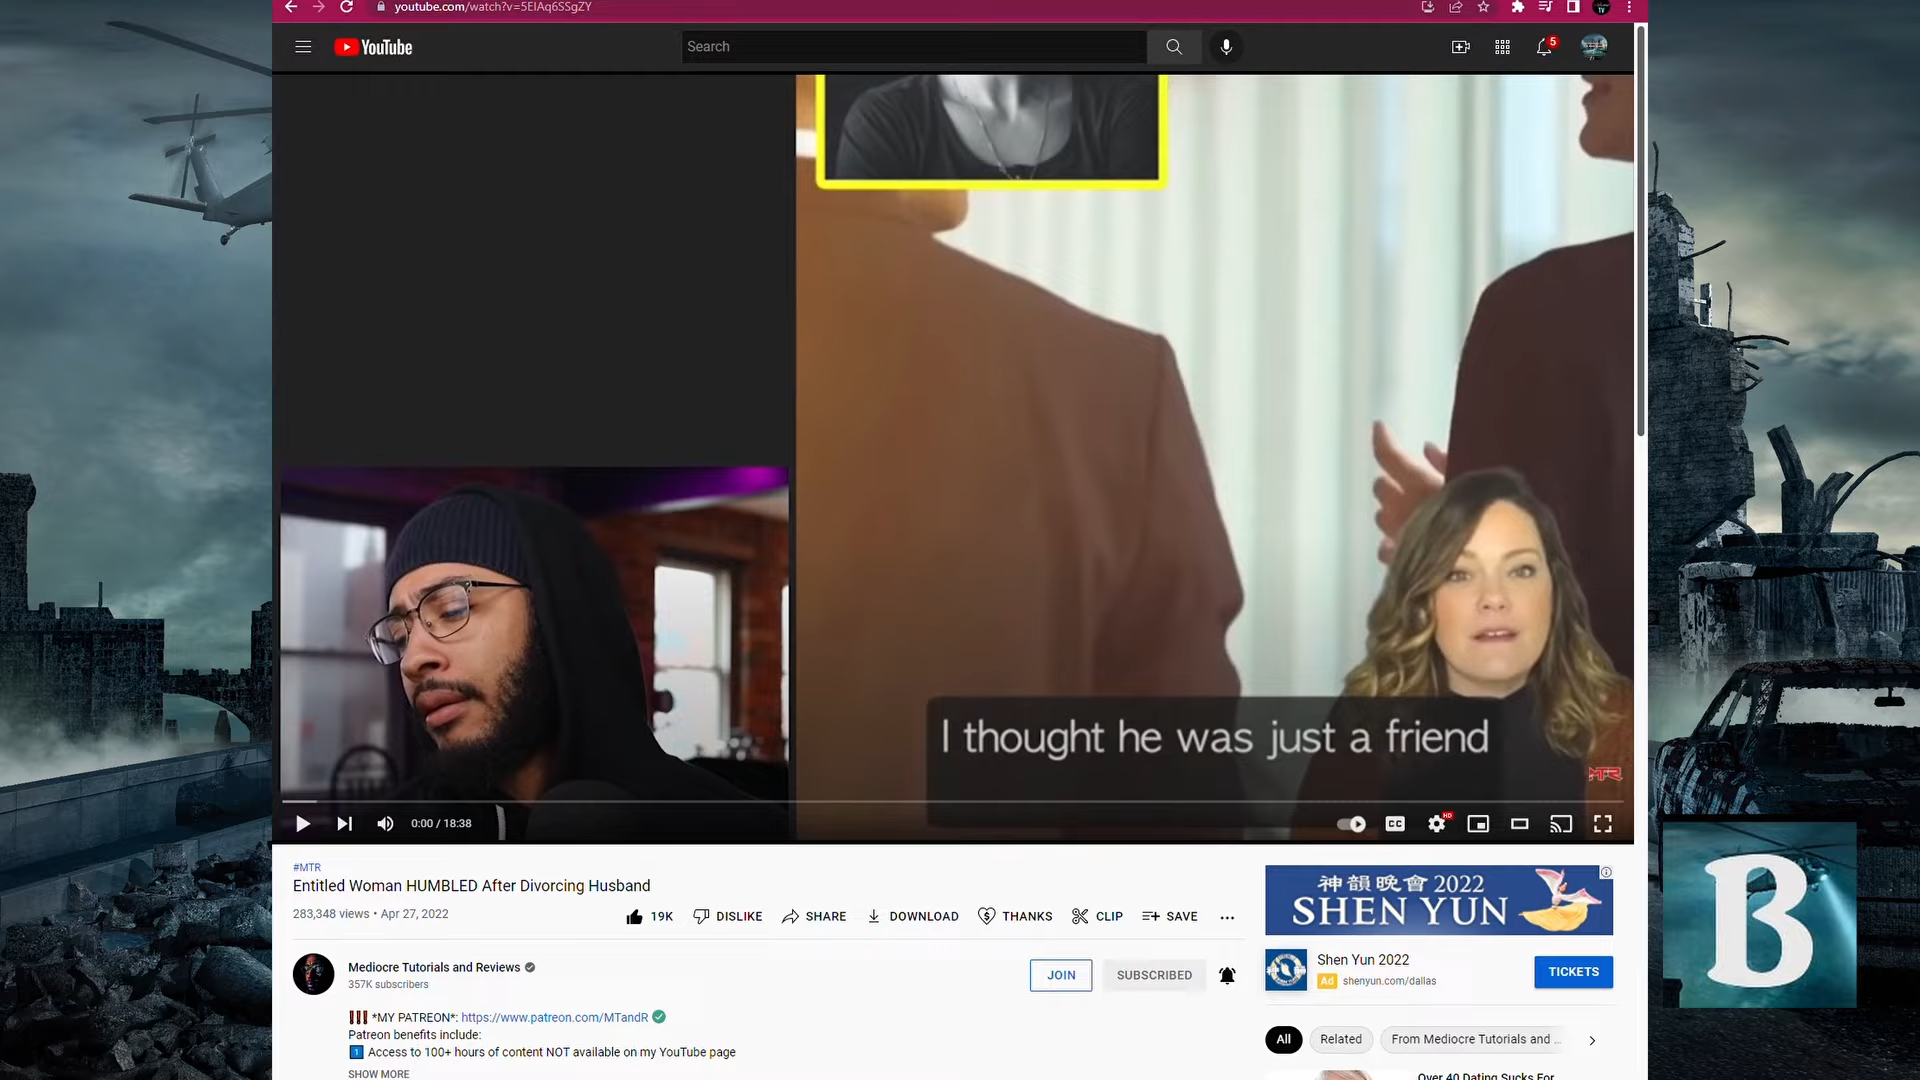 youtube.com/watch?v=5ElAq6SSgZY
YouTube
Search
5
I thought he was just a friend
MTR
0:00 / 18:38
CC
HD
#MTR
Entitled Woman HUMBLED After Divorcing Husband
283,348 views • Apr 27, 2022
19K
DISLIKE
SHARE
DOWNLOAD
THANKS
CLIP
SAVE
神韻晚會 2022
SHEN YUN
Shen Yun 2022
Ad shenyun.com/dallas
TICKETS
Mediocre Tutorials and Reviews
357K subscribers
JOIN
SUBSCRIBED
*MY PATREON*: https://www.patreon.com/MTandR
Patreon benefits include:
1 Access to 100+ hours of content NOT available on my YouTube page
SHOW MORE
All
Related
From Mediocre Tutorials and ...
Over 40 Dating Sucks For
B